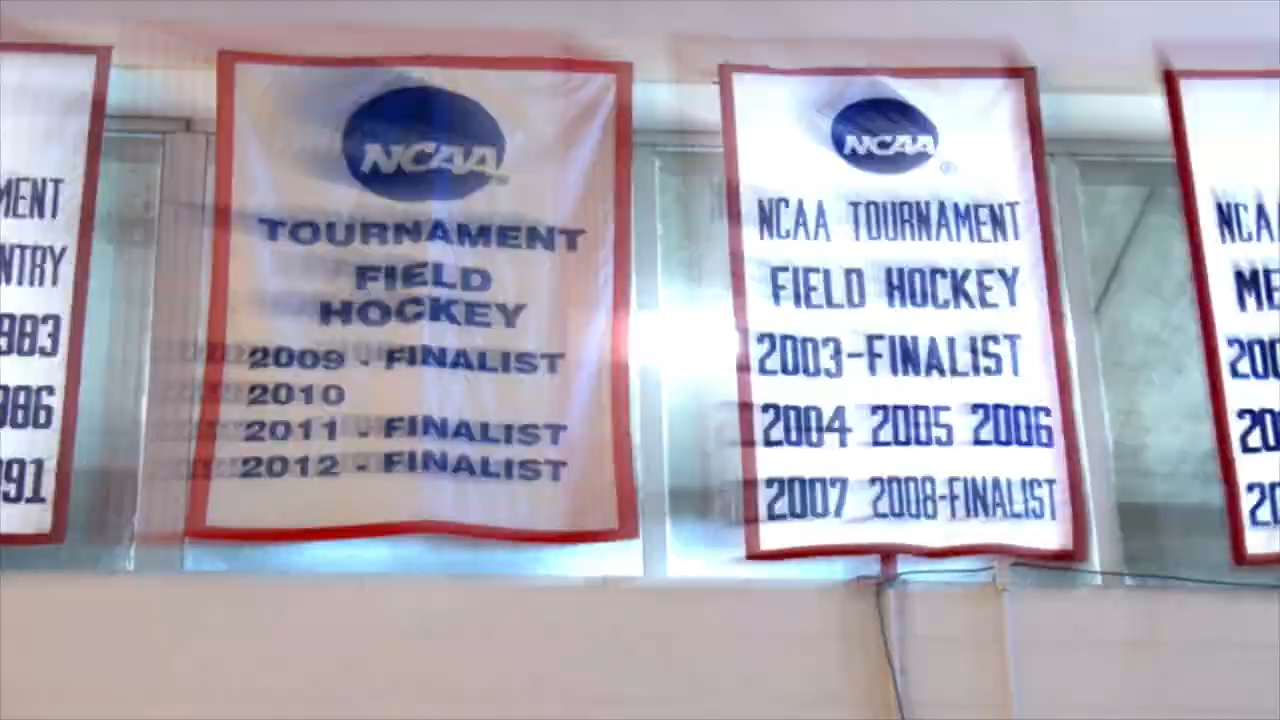 MENT
NTRY
983
986
991
NCAA
TOURNAMENT
FIELD
HOCKEY
2009 - FINALIST
2010
2011 - FINALIST
2012 - FINALIST
NCAA
NCAA TOURNAMENT
FIELD HOCKEY
2003-FINALIST
2004 2005 2006
2007 2008-FINALIST
NCA
ME
200
20
20